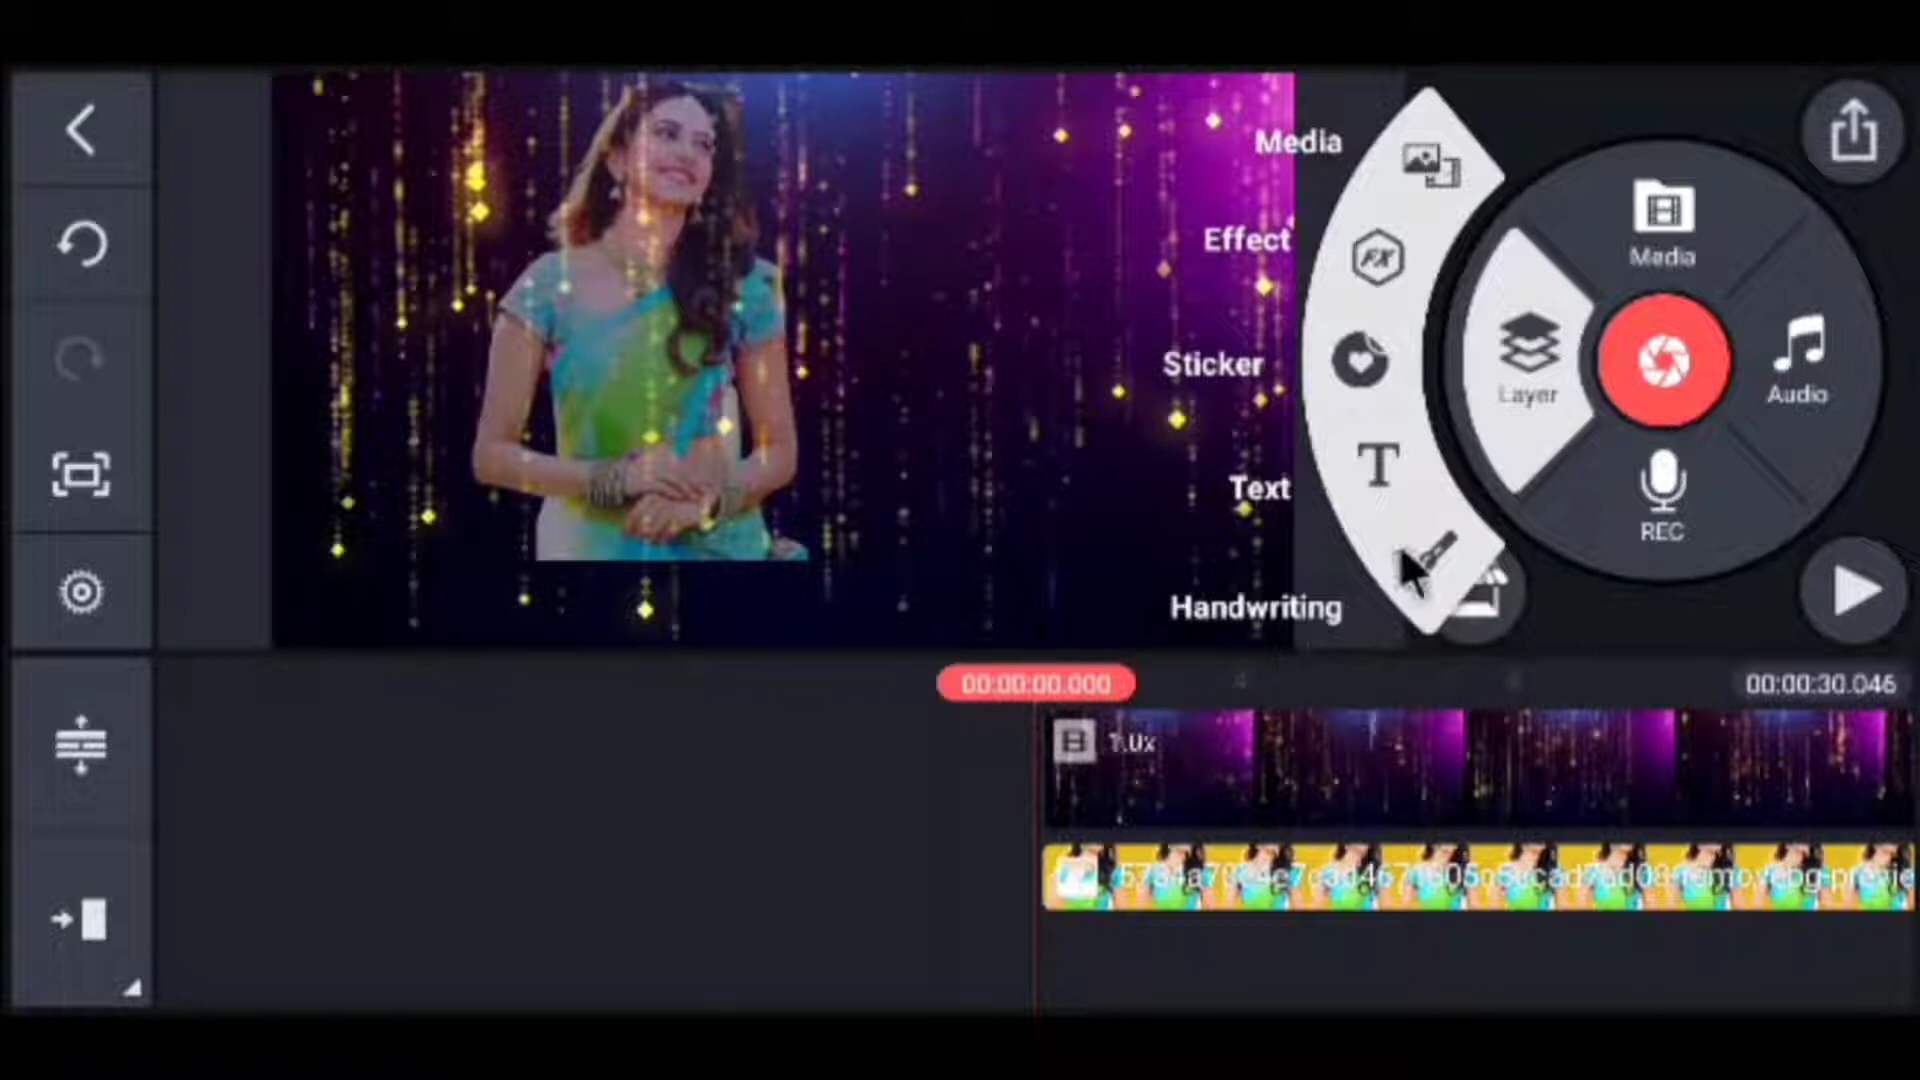 Media
Effect
Sticker
Text
Handwriting
Media
Layer
Audio
REC
00:00:00.000
00:00:30.046
1.0x